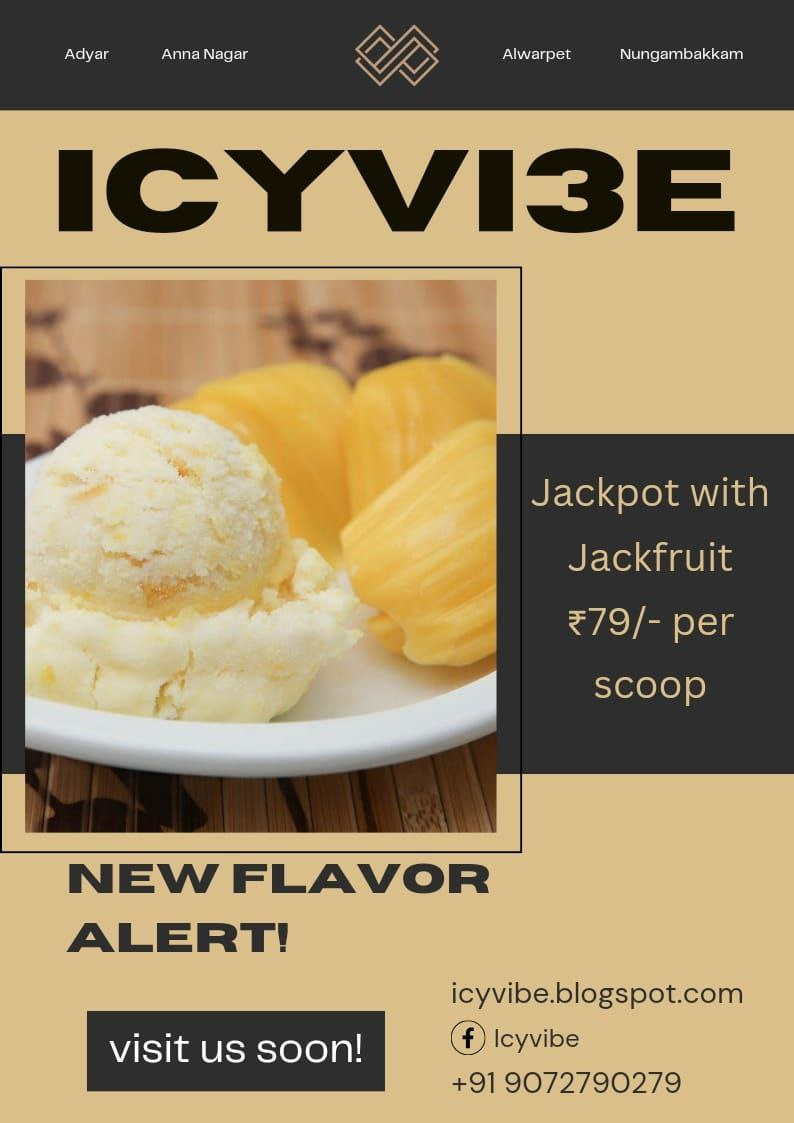 Adyar Anna Nagar Alwarpet Nungambakkam
ICYVI3E
Jackpot with
Jackfruit
₹79/- per
scoop
NEW FLAVOR
ALERT!
visit us soon!
icyvibe.blogspot.com
Icyvibe
+91 9072790279